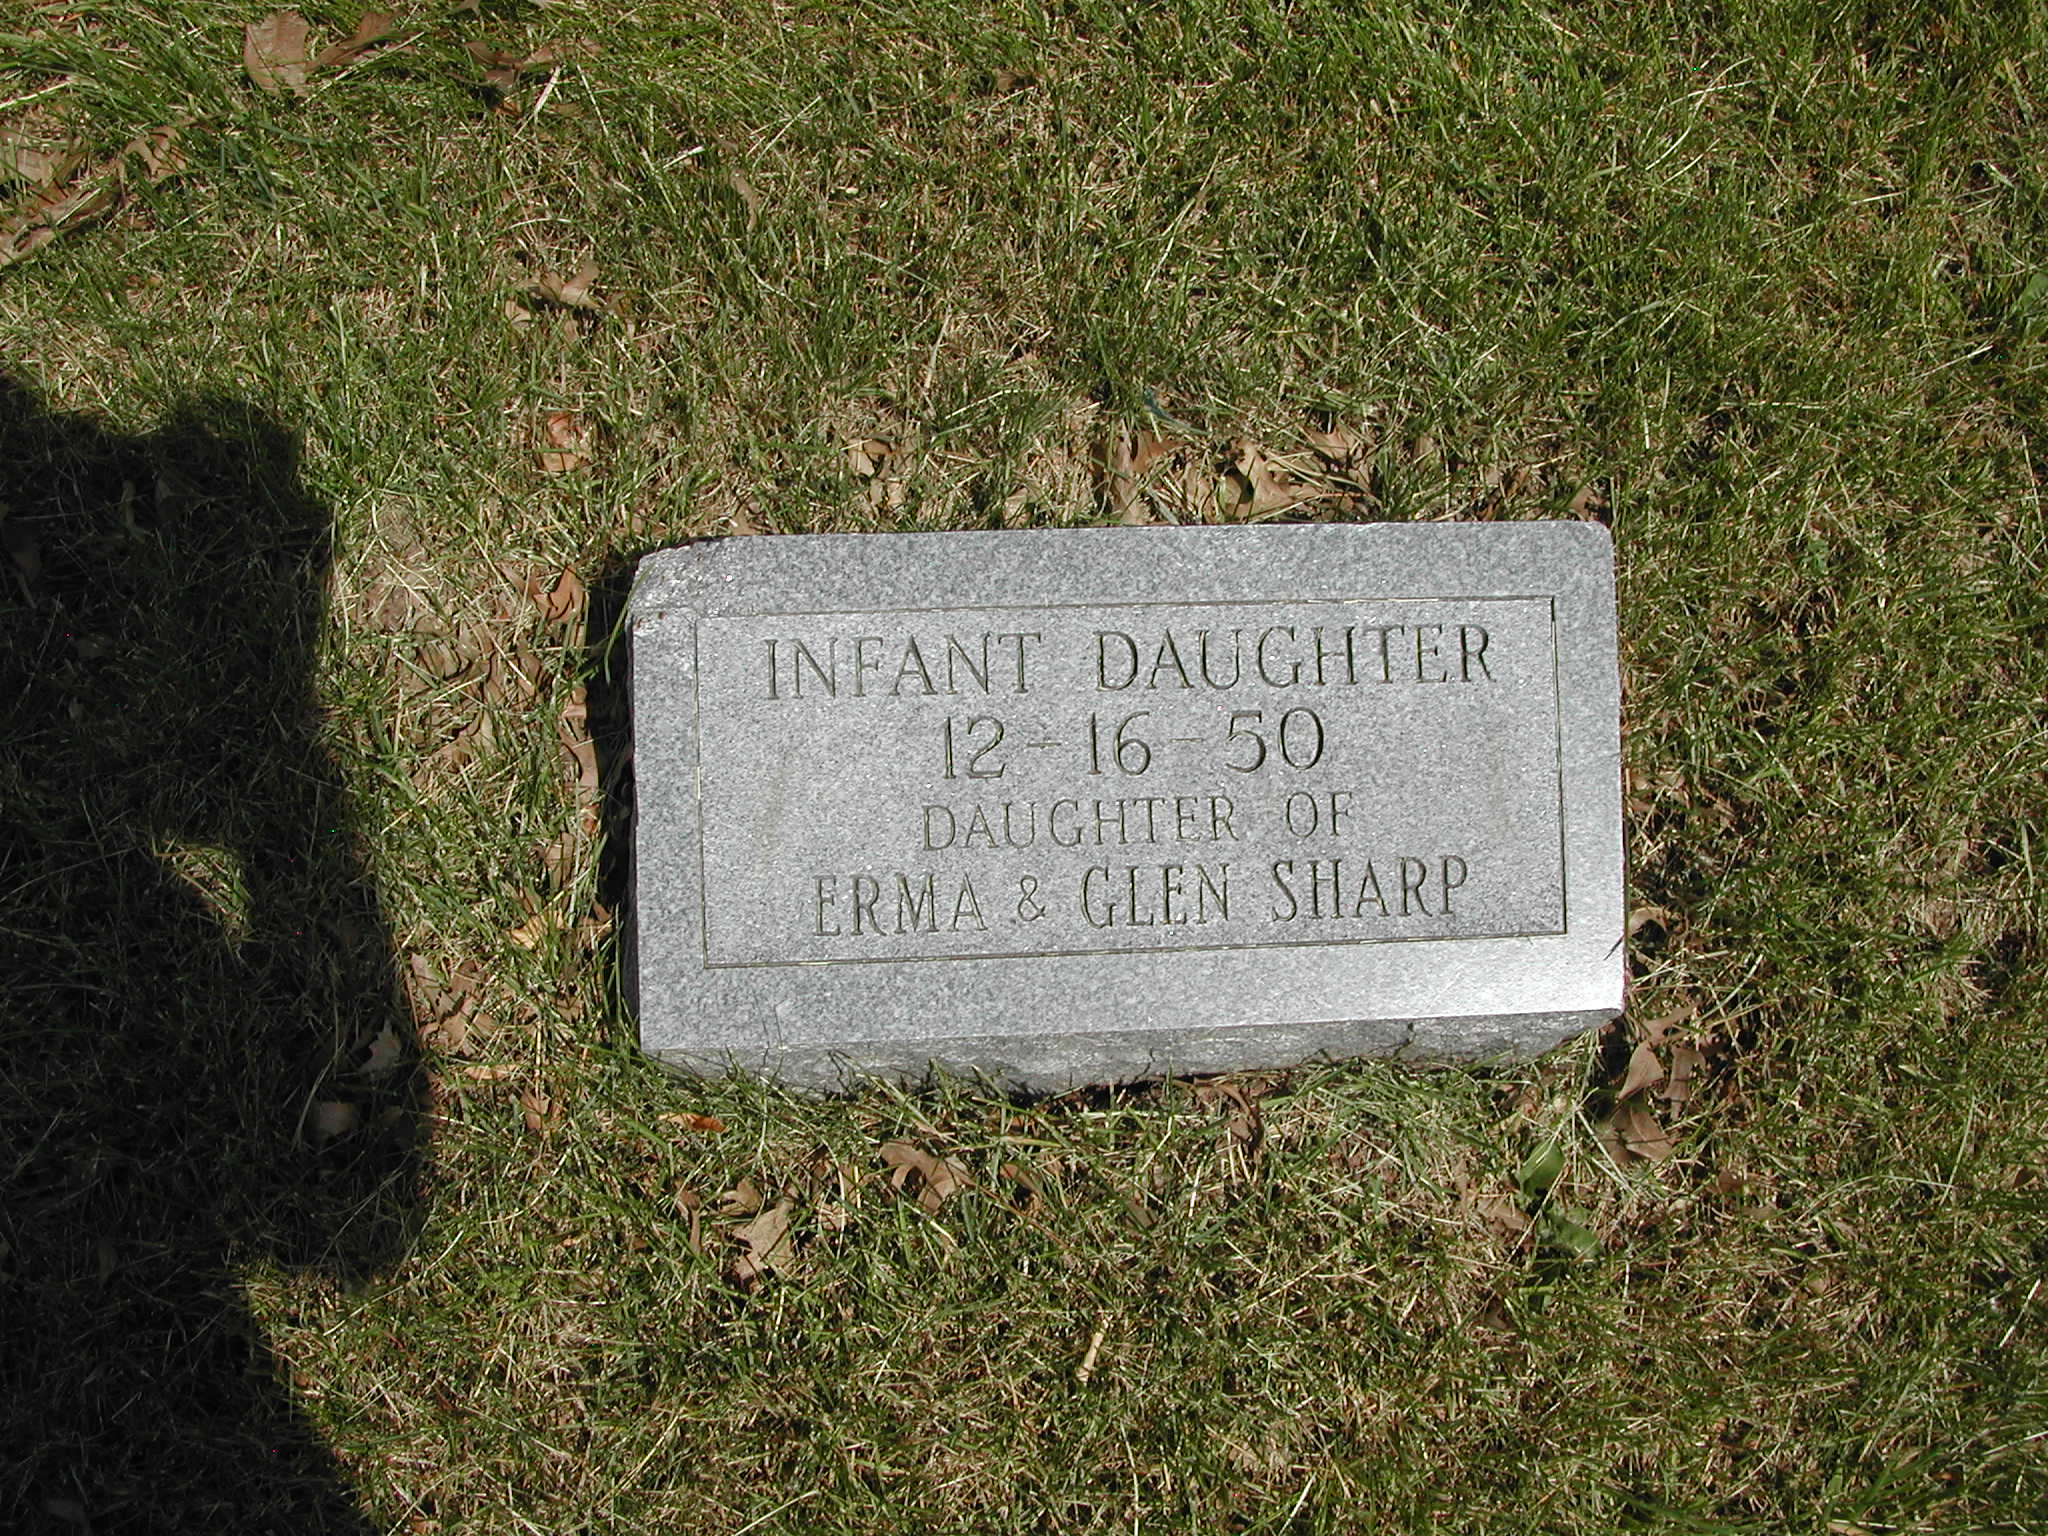 INFANT DAUGHTER
12-16-50
DAUGHTER OF
ERMA & GLEN SHARP